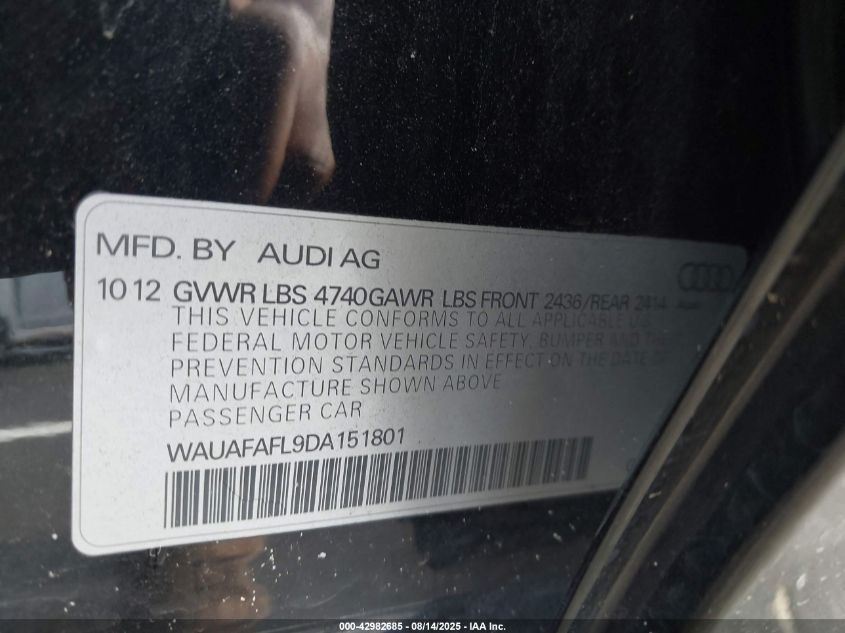 MFD. BY AUDI AG
10 12 GVWR LBS 4740GAWR LBS FRONT 2436/REAR 2414
THIS VEHICLE CONFORMS TO ALL APPLICABLE U.S.
FEDERAL MOTOR VEHICLE SAFETY, BUMPER AND THE
PREVENTION STANDARDS IN EFFECT ON THE DATE OF
MANUFACTURE SHOWN ABOVE
PASSENGER CAR
WAUAFAFL9DA151801
000-42982685 - 08/14/2025 - IAA Inc.